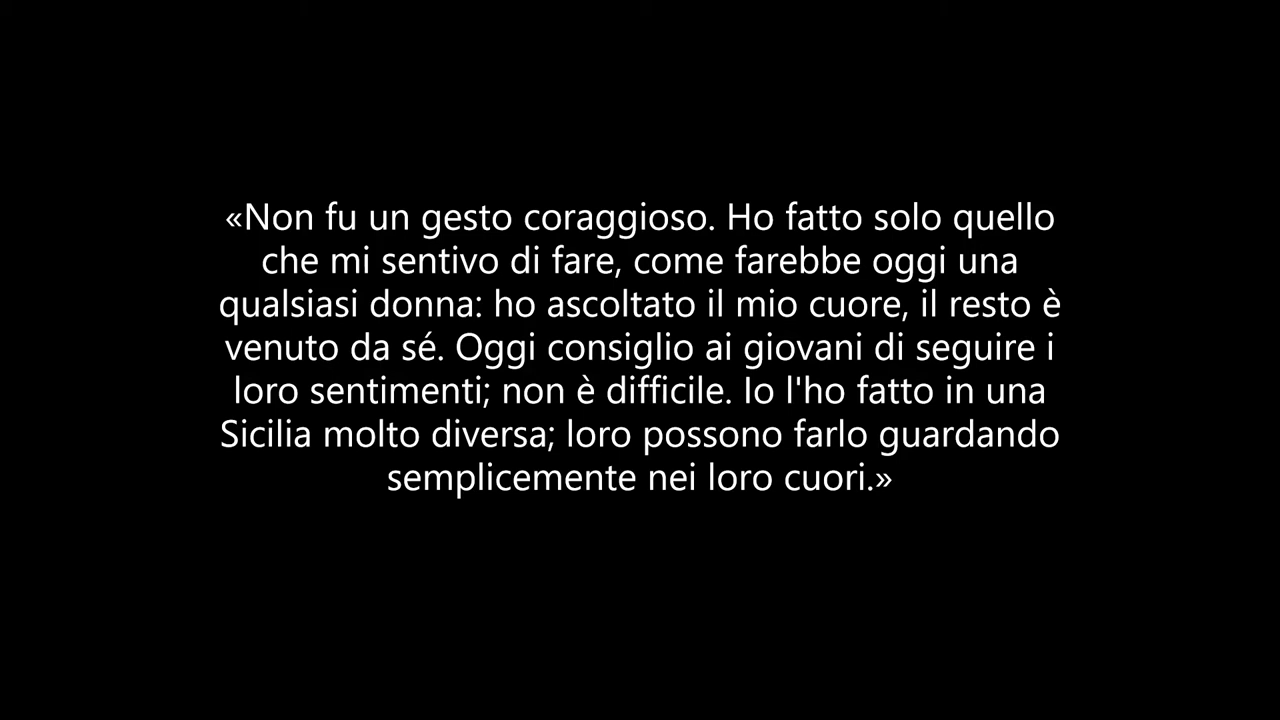 «Non fu un gesto coraggioso. Ho fatto solo quello
che mi sentivo di fare, come farebbe oggi una
qualsiasi donna: ho ascoltato il mio cuore, il resto è
venuto da sé. Oggi consiglio ai giovani di seguire i
loro sentimenti; non è difficile. Io l'ho fatto in una
Sicilia molto diversa; loro possono farlo guardando
semplicemente nei loro cuori.»